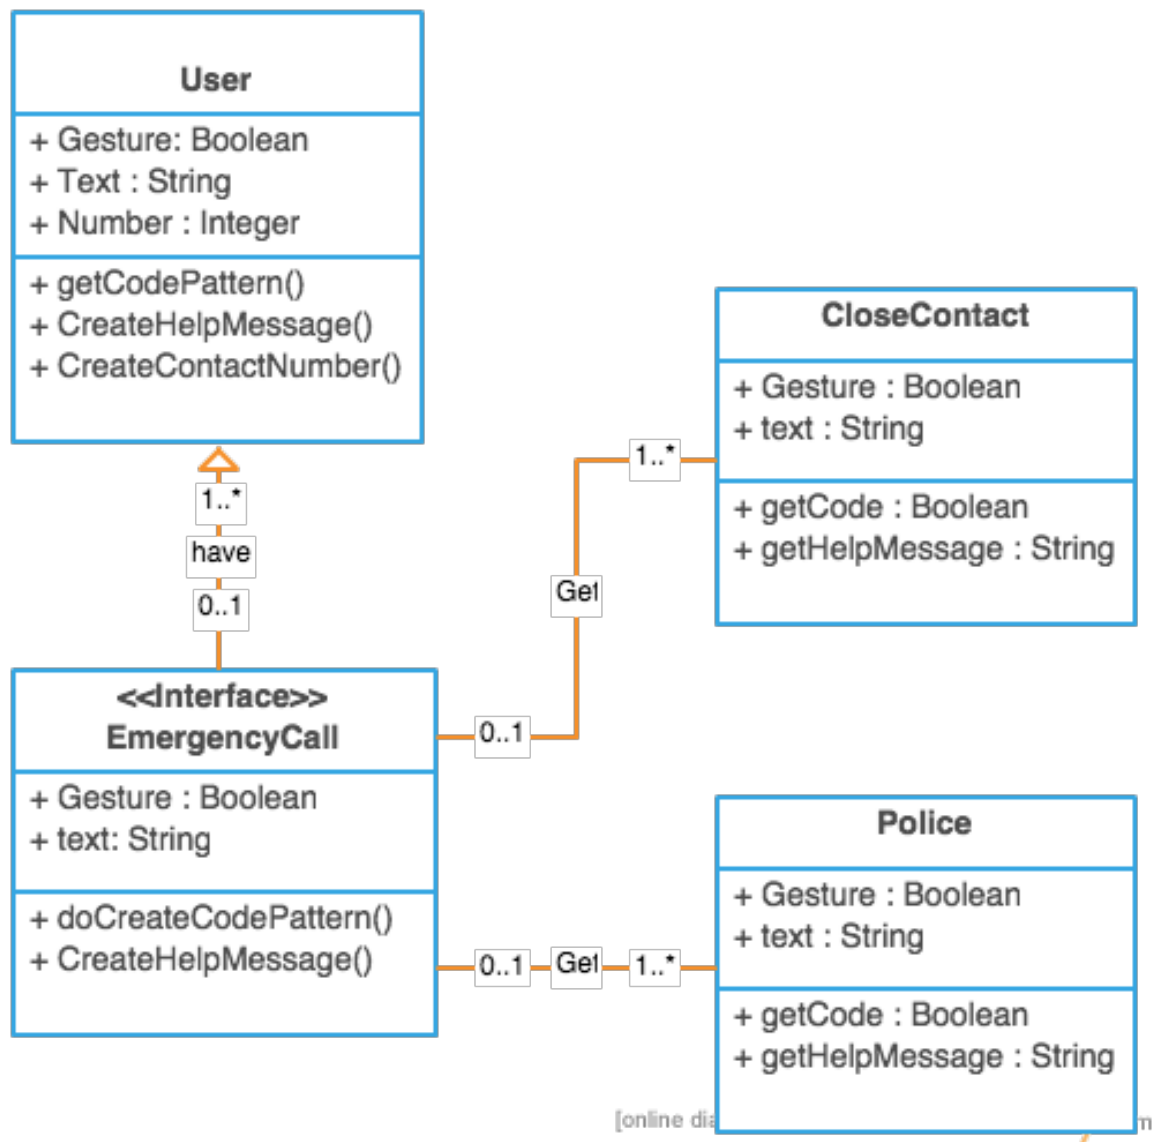 User
+ Gesture: Boolean
+ Text : String
+ Number : Integer
+ getCodePattern()
+ CreateHelpMessage()
+ CreateContactNumber()
1..*
have
0..1
<<Interface>>
EmergencyCall
+ Gesture : Boolean
+ text: String
+ doCreateCodePattern()
+ CreateHelpMessage()
0..1
Get
1..*
CloseContact
+ Gesture : Boolean
+ text : String
+ getCode : Boolean
+ getHelpMessage : String
0..1
Get
1..*
Police
+ Gesture : Boolean
+ text : String
+ getCode : Boolean
+ getHelpMessage : String
[online